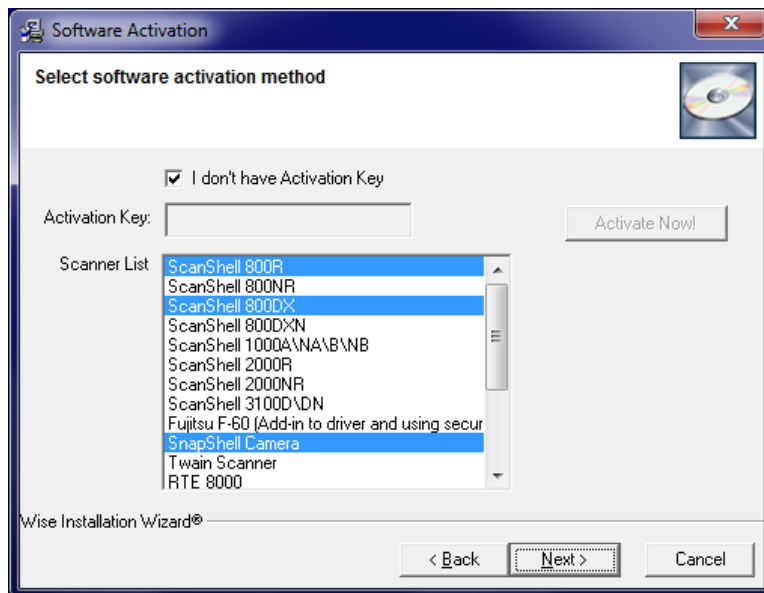 Software Activation
Select software activation method
I don't have Activation Key
Activation Key:
Activate Now!
Scanner List
ScanShell 800R
ScanShell 800NR
ScanShell 800DX
ScanShell 800DXN
ScanShell 1000A\NA\B\NB
ScanShell 2000R
ScanShell 2000NR
ScanShell 3100D\DN
Fujitsu F-60 (Add-in to driver and using secur
SnapShell Camera
Twain Scanner
RTE 8000
Wise Installation Wizard®
< Back
Next >
Cancel